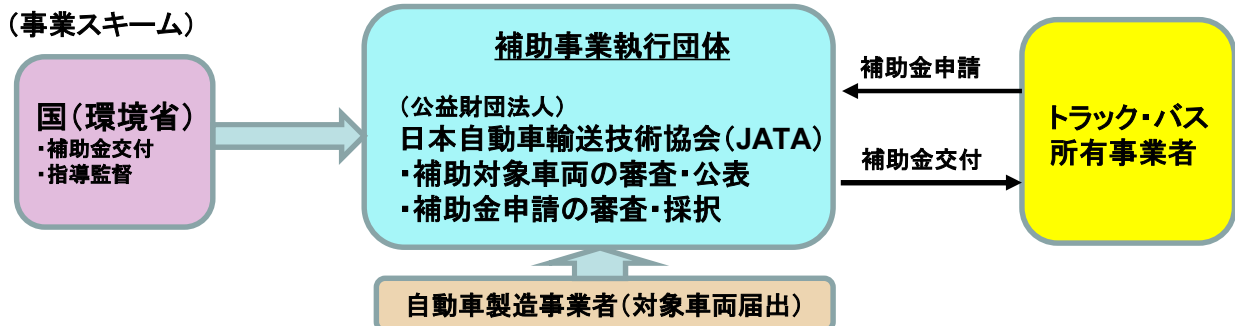 （事業スキーム）
国（環境省）
・補助金交付
・指導監督
補助事業執行団体
（公益財団法人）
日本自動車輸送技術協会（JATA）
・補助対象車両の審査・公表
・補助金申請の審査・採択
補助金申請
補助金交付
トラック・バス
所有事業者
自動車製造事業者（対象車両届出）